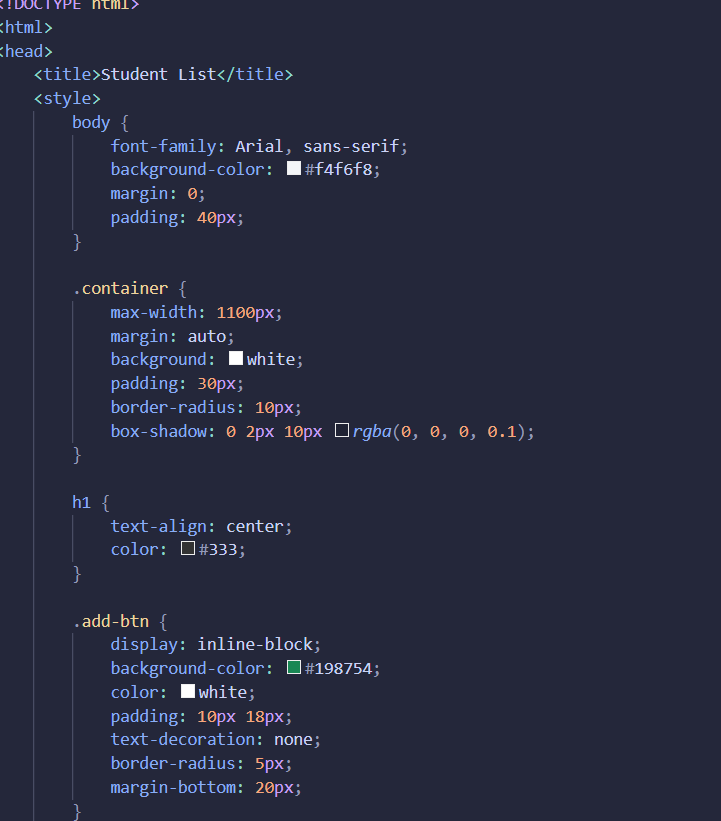 <!DOCTYPE html>
<html>
<head>
    <title>Student List</title>
    <style>
        body {
            font-family: Arial, sans-serif;
            background-color: #f4f6f8;
            margin: 0;
            padding: 40px;
        }

        .container {
            max-width: 1100px;
            margin: auto;
            background: white;
            padding: 30px;
            border-radius: 10px;
            box-shadow: 0 2px 10px rgba(0, 0, 0, 0.1);
        }

        h1 {
            text-align: center;
            color: #333;
        }

        .add-btn {
            display: inline-block;
            background-color: #198754;
            color: white;
            padding: 10px 18px;
            text-decoration: none;
            border-radius: 5px;
            margin-bottom: 20px;
        }